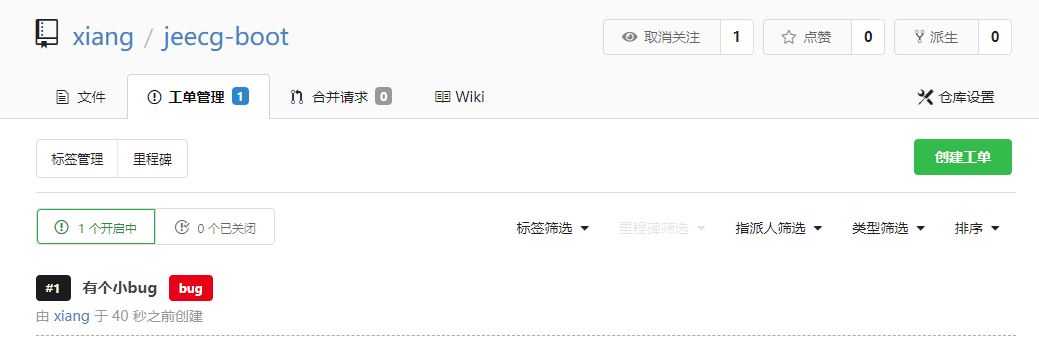 xiang / jeecg-boot 取消关注 1 点赞 0 派生 0
文件 工单管理 1 合并请求 0 Wiki 仓库设置
标签管理 里程碑 创建工单
1 个开启中 0 个已关闭 标签筛选 里程碑筛选 指派人筛选 类型筛选 排序
#1 有个小bug bug
由 xiang 于 40 秒之前创建